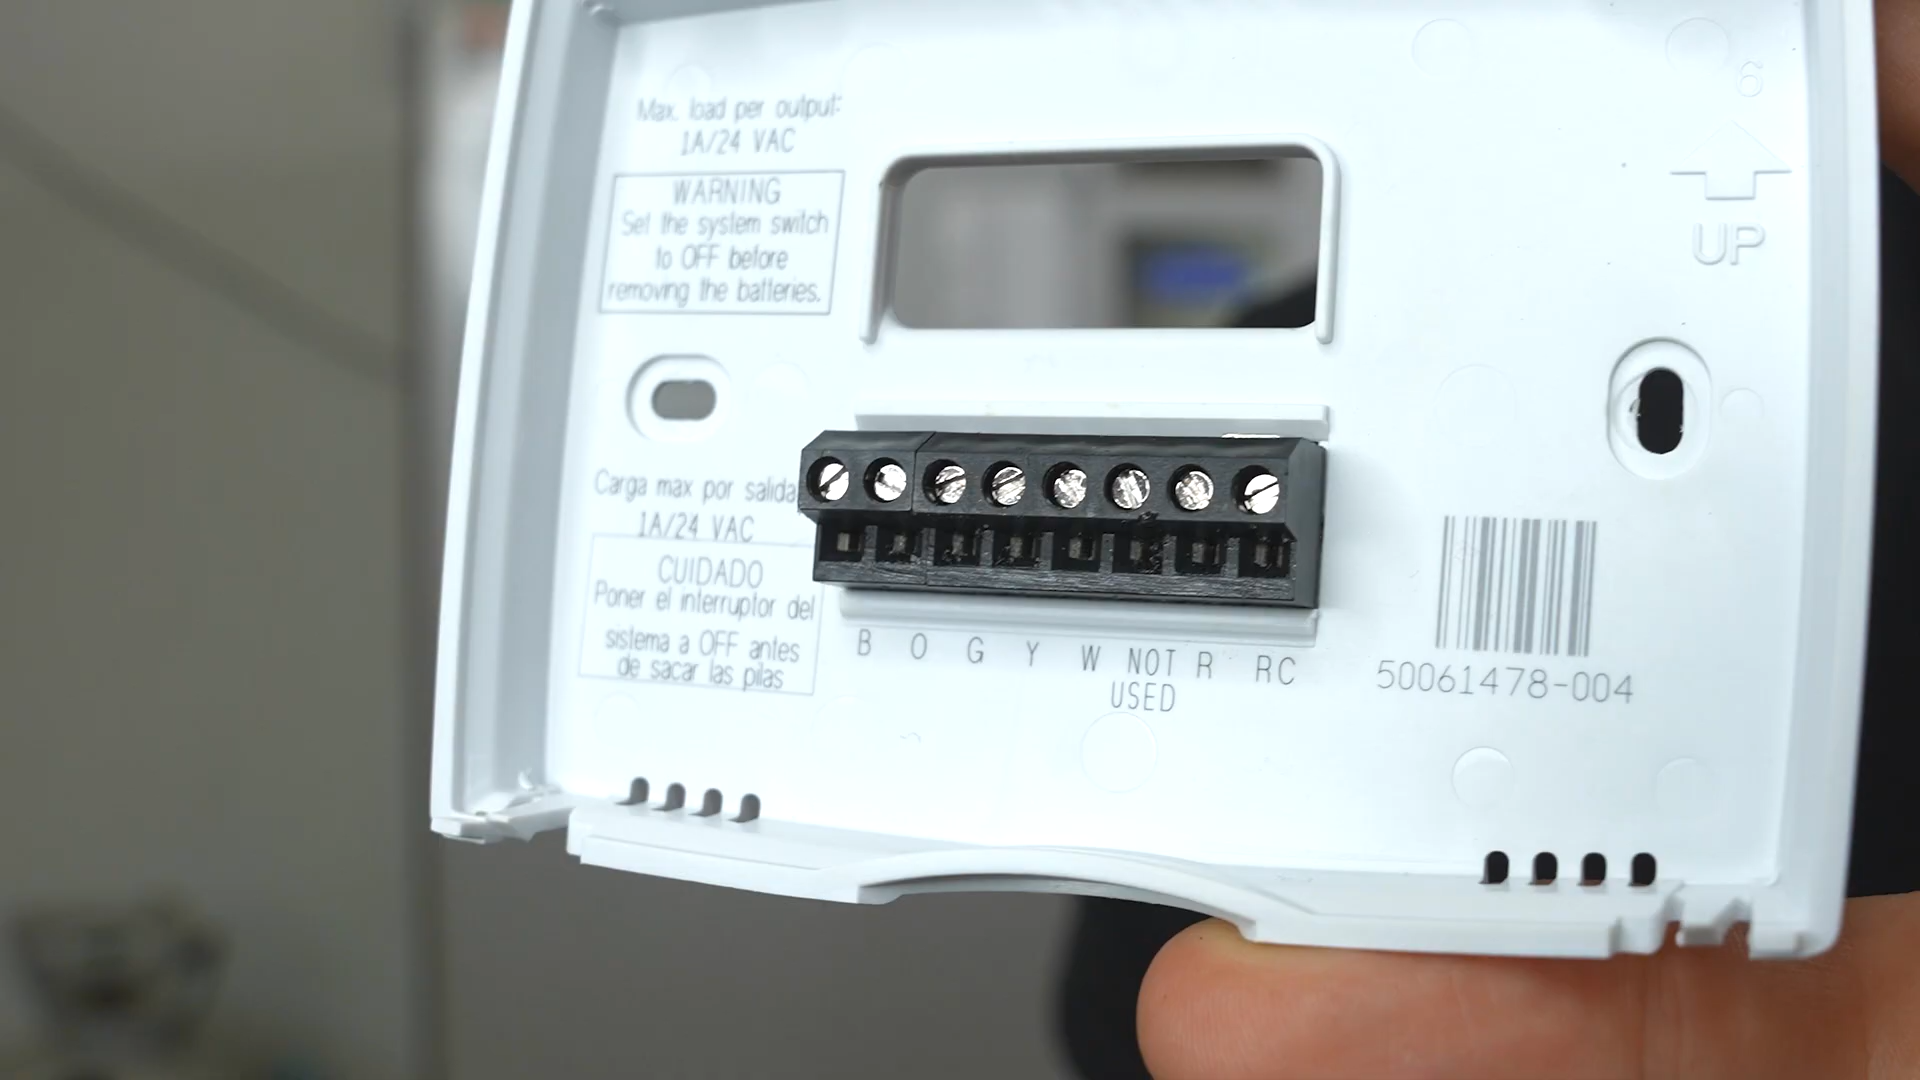 Max. load per output:
1A/24 VAC
WARNING
Set the system switch
to OFF before
removing the batteries.
6
UP
Carga max por salida
1A/24 VAC
CUIDADO
Poner el interruptor del
sistema a OFF antes
de sacar las pilas
B O G Y W NOT USED R RC
50061478-004